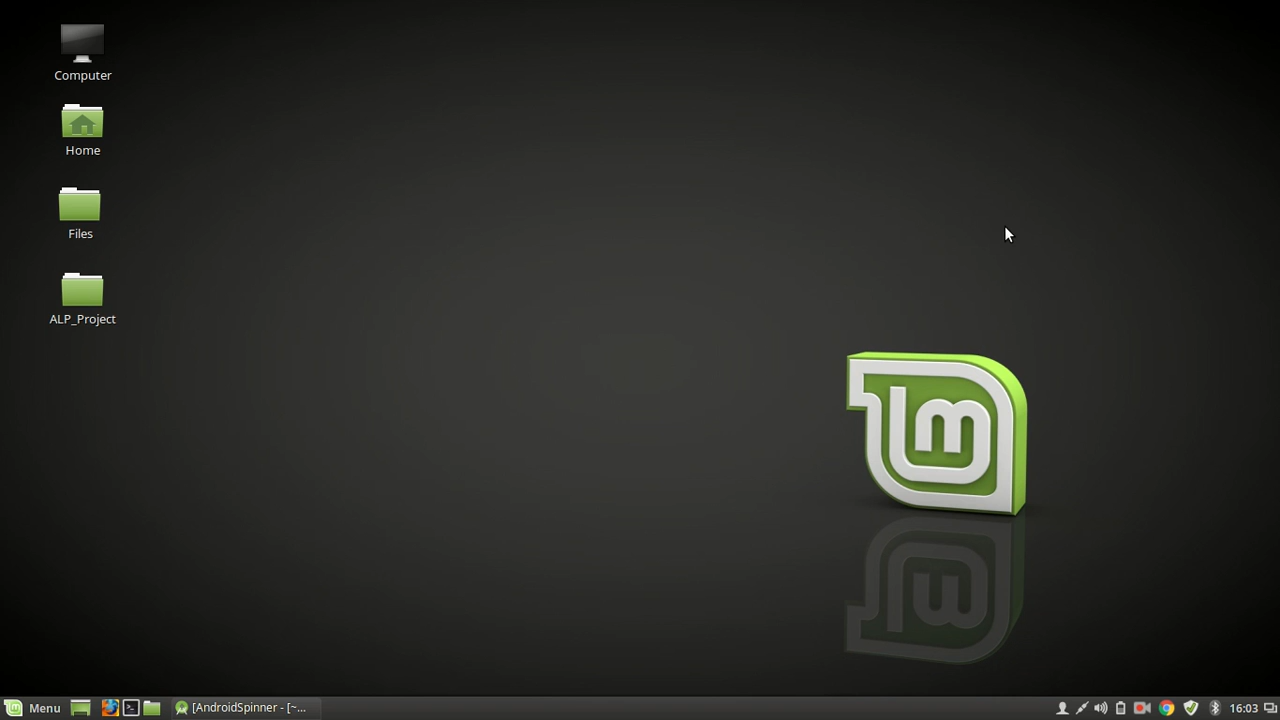 Computer
Home
Files
ALP_Project
Menu
[AndroidSpinner - [~...
16:03